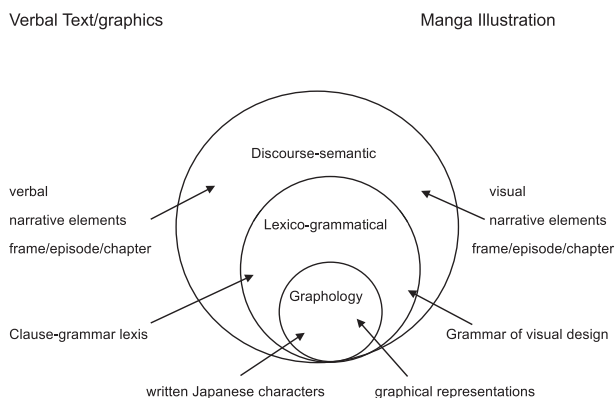 Verbal Text/graphics
Manga Illustration
Discourse-semantic
verbal
narrative elements
frame/episode/chapter
visual
narrative elements
frame/episode/chapter
Lexico-grammatical
Graphology
Clause-grammar lexis
Grammar of visual design
written Japanese characters
graphical representations